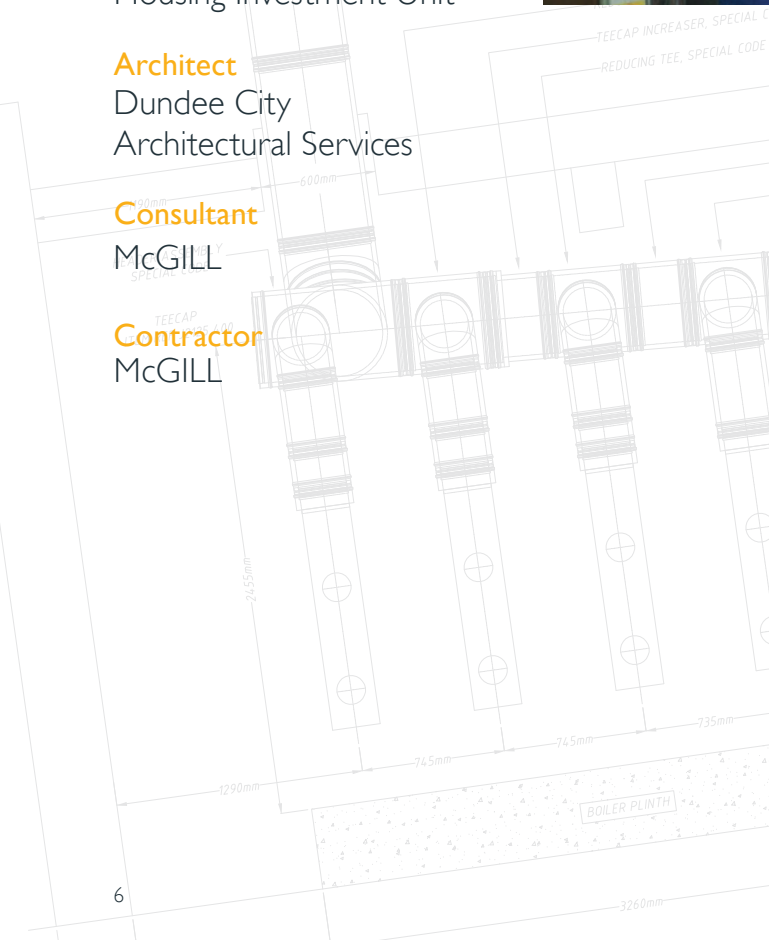 Housing Investment Unit
TEECAP INCREASER, SPECIAL C
REDUCING TEE, SPECIAL CODE
Architect
Dundee City
Architectural Services
600mm
Consultant
McGILL
SPECIAL
TEECAP
Contractor
McGILL
2455mm
735mm
745mm
745mm
1290mm
BOILER PLINTH
6
3260mm